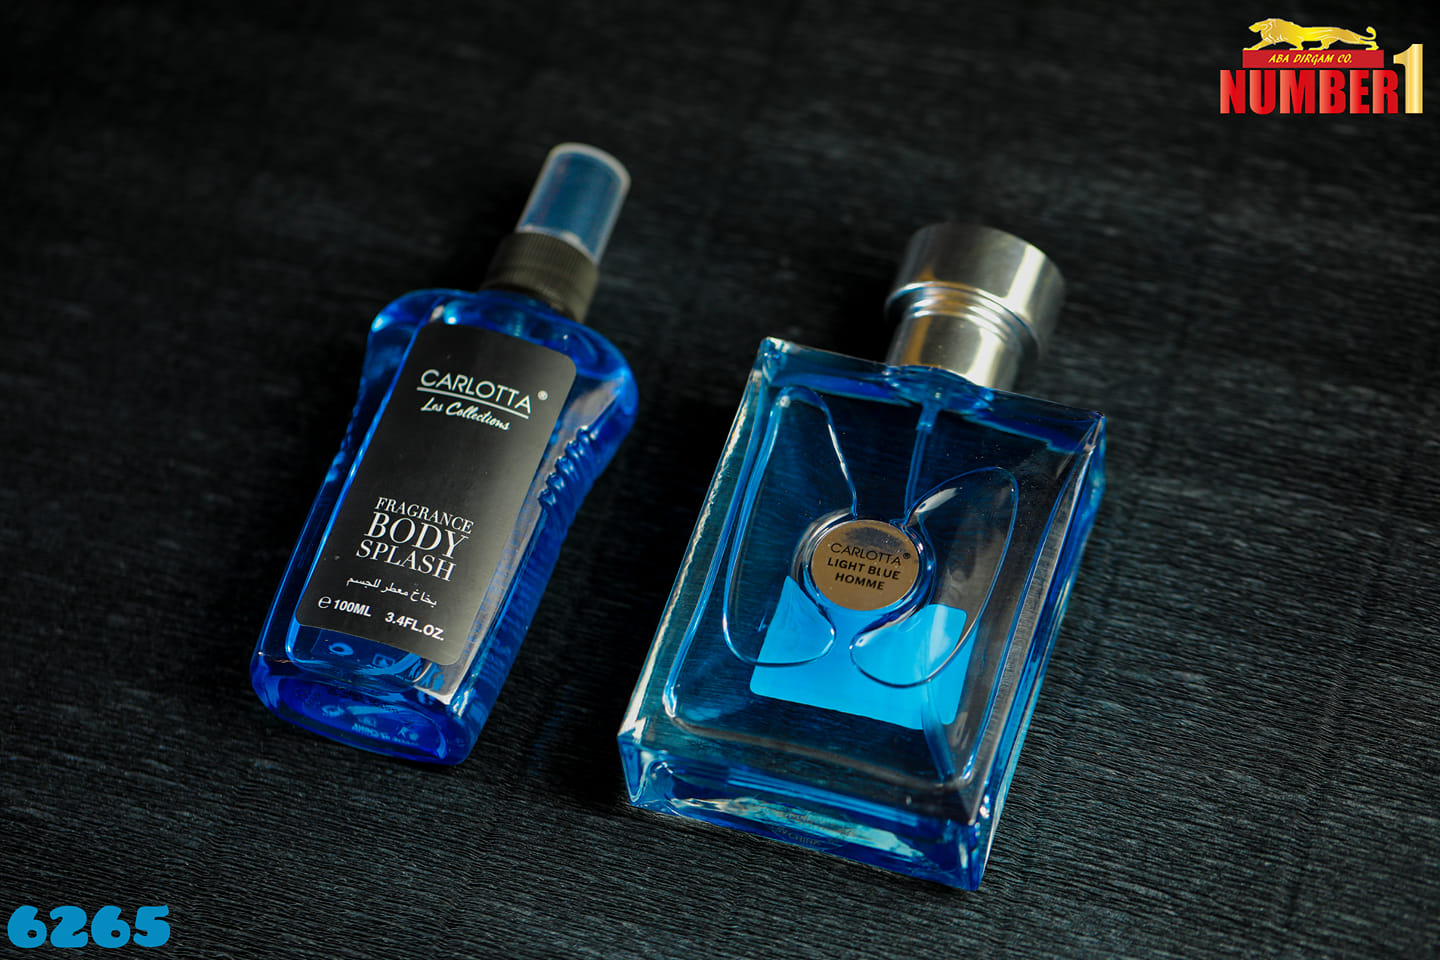 ABA DIRGAM CO.
NUMBER1
CARLOTTA®
Les Collections
FRAGRANCE
BODY
SPLASH
بخاخ معطر للجسم
℮ 100ML 3.4FL.OZ.
CARLOTTA®
LIGHT BLUE
HOMME
6265